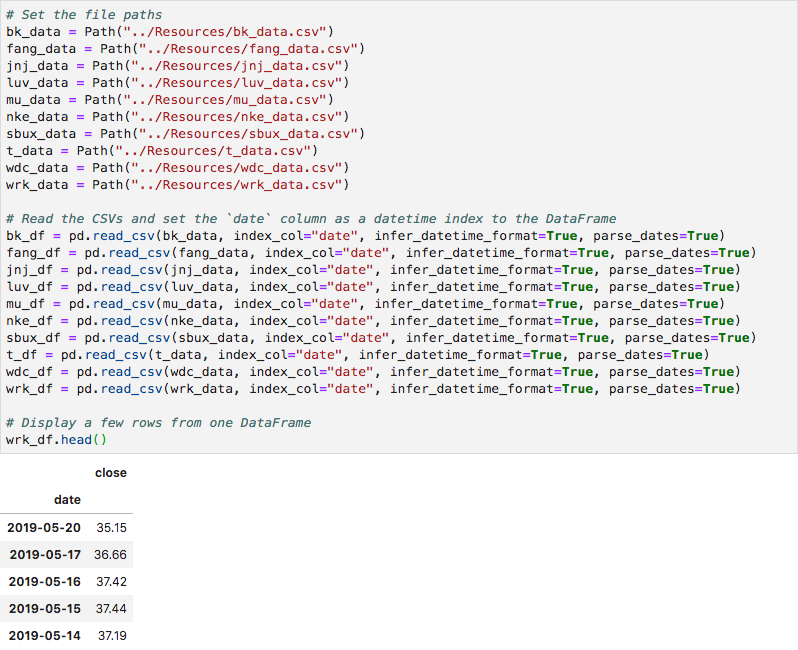 # Set the file paths
bk_data = Path("../Resources/bk_data.csv")
fang_data = Path("../Resources/fang_data.csv")
jnj_data = Path("../Resources/jnj_data.csv")
luv_data = Path("../Resources/luv_data.csv")
mu_data = Path("../Resources/mu_data.csv")
nke_data = Path("../Resources/nke_data.csv")
sbux_data = Path("../Resources/sbux_data.csv")
t_data = Path("../Resources/t_data.csv")
wdc_data = Path("../Resources/wdc_data.csv")
wrk_data = Path("../Resources/wrk_data.csv")
# Read the CSVs and set the `date` column as a datetime index to the DataFrame
bk_df = pd.read_csv(bk_data, index_col="date", infer_datetime_format=True, parse_dates=True)
fang_df = pd.read_csv(fang_data, index_col="date", infer_datetime_format=True, parse_dates=True)
jnj_df = pd.read_csv(jnj_data, index_col="date", infer_datetime_format=True, parse_dates=True)
luv_df = pd.read_csv(luv_data, index_col="date", infer_datetime_format=True, parse_dates=True)
mu_df = pd.read_csv(mu_data, index_col="date", infer_datetime_format=True, parse_dates=True)
nke_df = pd.read_csv(nke_data, index_col="date", infer_datetime_format=True, parse_dates=True)
sbux_df = pd.read_csv(sbux_data, index_col="date", infer_datetime_format=True, parse_dates=True)
t_df = pd.read_csv(t_data, index_col="date", infer_datetime_format=True, parse_dates=True)
wdc_df = pd.read_csv(wdc_data, index_col="date", infer_datetime_format=True, parse_dates=True)
wrk_df = pd.read_csv(wrk_data, index_col="date", infer_datetime_format=True, parse_dates=True)
# Display a few rows from one DataFrame
wrk_df.head()
close
date
2019-05-20 35.15
2019-05-17 36.66
2019-05-16 37.42
2019-05-15 37.44
2019-05-14 37.19